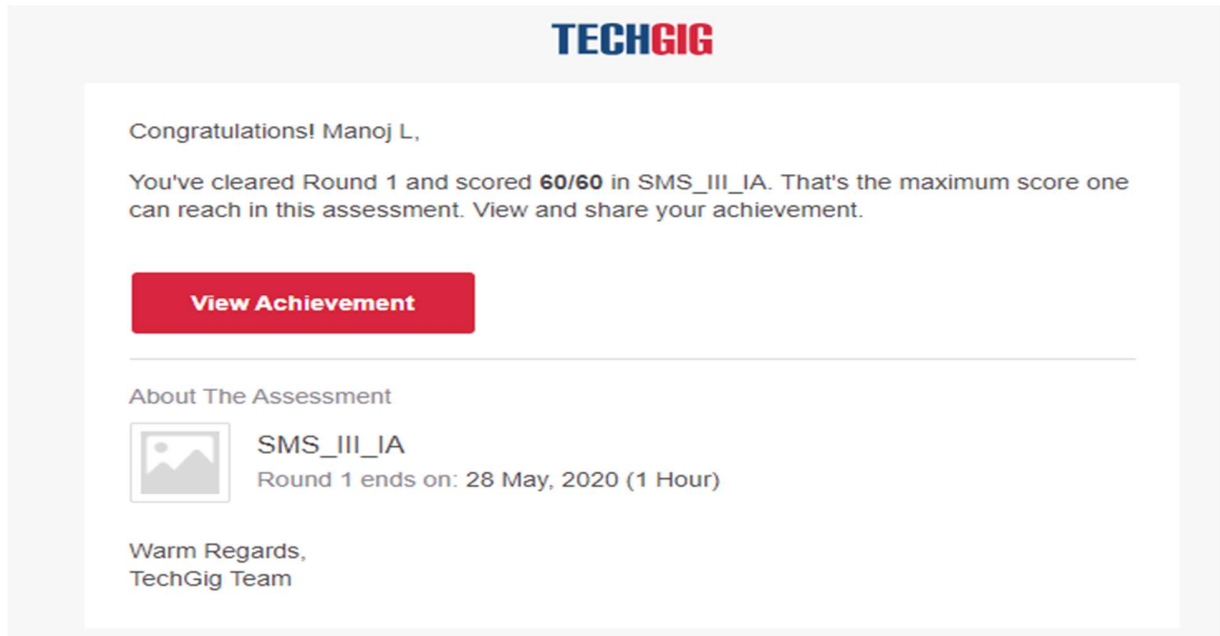 TECHGIG
Congratulations! Manoj L,
You've cleared Round 1 and scored 60/60 in SMS_III_IA. That's the maximum score one
can reach in this assessment. View and share your achievement.
View Achievement
About The Assessment
SMS_III_IA
Round 1 ends on: 28 May, 2020 (1 Hour)
Warm Regards,
TechGig Team